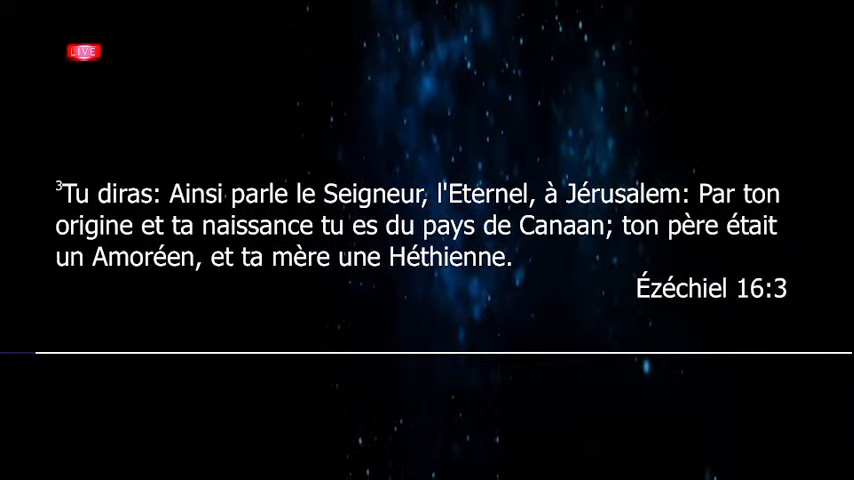 LIVE
³Tu diras: Ainsi parle le Seigneur, l'Eternel, à Jérusalem: Par ton
origine et ta naissance tu es du pays de Canaan; ton père était
un Amoréen, et ta mère une Héthienne.
Ézéchiel 16:3